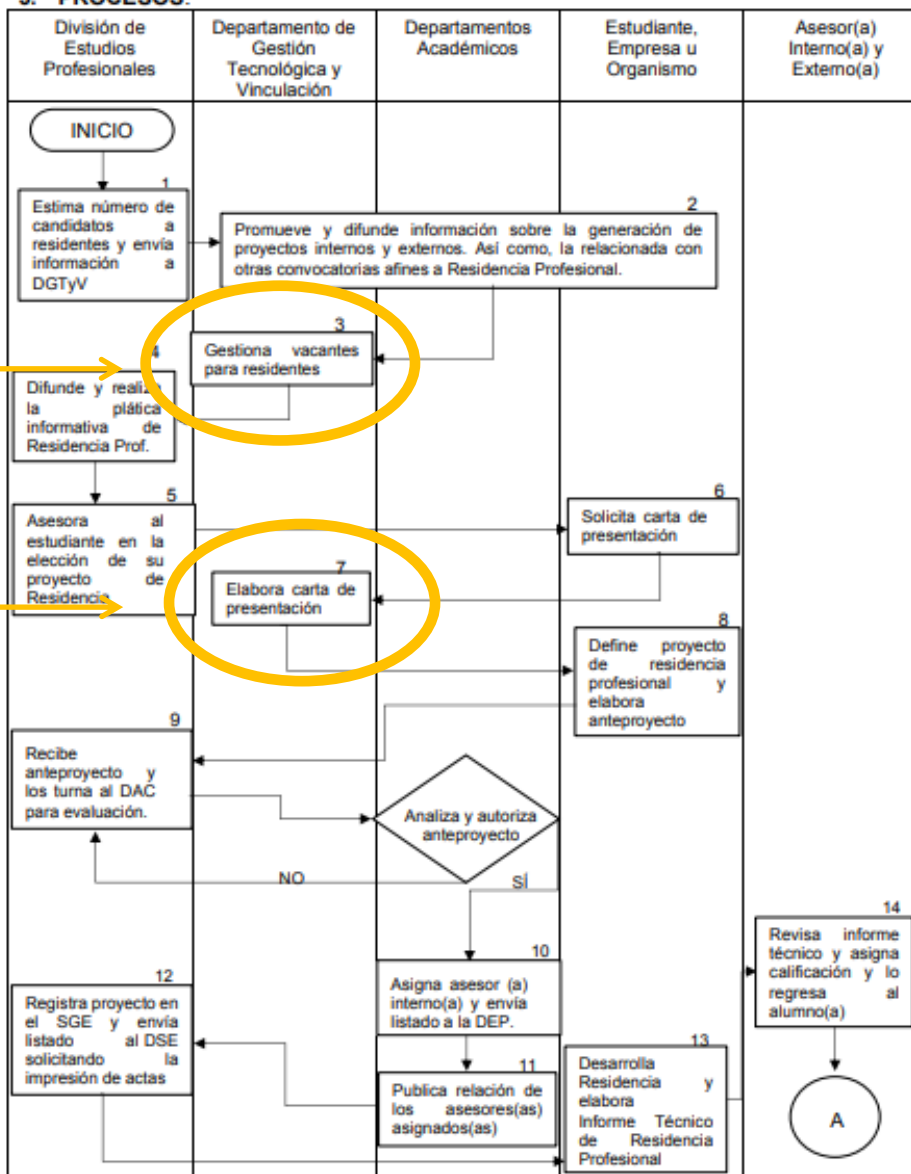 PROCESOS:
División de
Estudios
Profesionales
Departamento de
Gestión
Tecnológica y
Vinculación
Departamentos
Académicos
Estudiante,
Empresa u
Organismo
Asesor(a)
Interno(a) y
Externo(a)
INICIO
1
Estima número de
candidatos a
residentes y envía
información a
DGTyV
2
Promueve y difunde información sobre la generación de
proyectos internos y externos. Así como, la relacionada con
otras convocatorias afines a Residencia Profesional.
3
Gestiona vacantes
para residentes
4
Difunde y realiza
la plática
informativa de
Residencia Prof.
5
Asesora al
estudiante en la
elección de su
proyecto de
Residencia
6
Solicita carta de
presentación
7
Elabora carta de
presentación
8
Define proyecto
de residencia
profesional y
elabora
anteproyecto
9
Recibe
anteproyecto y
los turna al DAC
para evaluación.
Analiza y autoriza
anteproyecto
NO
SÍ
10
Asigna asesor (a)
interno(a) y envía
listado a la DEP.
11
Publica relación de
los asesores(as)
asignados(as)
12
Registra proyecto en
el SGE y envía
listado al DSE
solicitando la
impresión de actas
13
Desarrolla
Residencia y
elabora
Informe Técnico
de Residencia
Profesional
14
Revisa informe
técnico y asigna
calificación y lo
regresa al
alumno(a)
A